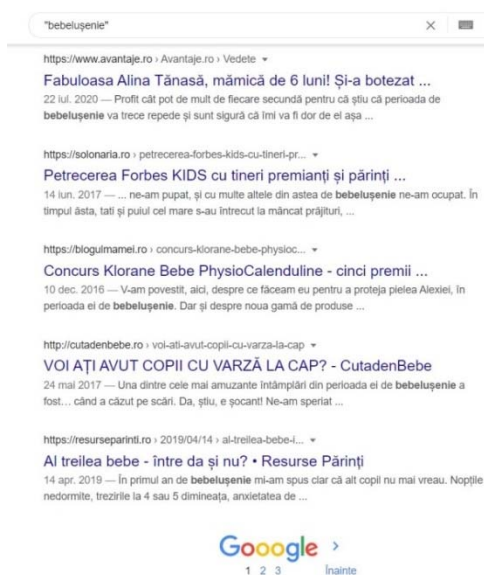 "bebelușenie"
https://www.avantaje.ro › Avantaje.ro › Vedete
Fabuloasa Alina Tănasă, mămică de 6 luni! Și-a botezat ...
22 iul. 2020 — Profit cât pot de mult de fiecare secundă pentru că știu că perioada de
bebelușenie va trece repede și sunt sigură că îmi va fi dor de el așa ...
https://solonaria.ro › petrecerea-forbes-kids-cu-tineri-pr...
Petrecerea Forbes KIDS cu tineri premianți și părinți ...
14 iun. 2017 — ... ne-am pupat, și cu multe altele din astea de bebelușenie ne-am ocupat. În
timpul ăsta, tati și puiul cel mare s-au întrecut la mâncat prăjituri, ...
https://blogulmamei.ro › concurs-klorane-bebe-physioc...
Concurs Klorane Bebe PhysioCalenduline - cinci premii ...
10 dec. 2016 — V-am povestit, aici, despre ce făceam eu pentru a proteja pielea Alexiei, în
perioada ei de bebelușenie. Dar și despre noua gamă de produse ...
http://cutadenbebe.ro › voi-ati-avut-copii-cu-varza-la-cap
VOI AȚI AVUT COPII CU VARZĂ LA CAP? - CutadenBebe
24 mai 2017 — Una dintre cele mai amuzante întâmplări din perioada ei de bebelușenie a
fost… când a căzut pe scări. Da, știu, e șocant! Ne-am speriat ...
https://resurseparinti.ro › 2019/04/14 › al-treilea-bebe-i...
Al treilea bebe - între da și nu? • Resurse Părinți
14 apr. 2019 — În primul an de bebelușenie mi-am spus clar că alt copil nu mai vreau. Nopțile
nedormite, trezirile la 4 sau 5 dimineața, anxietatea de ...
Gooogle >
1 2 3 Înainte